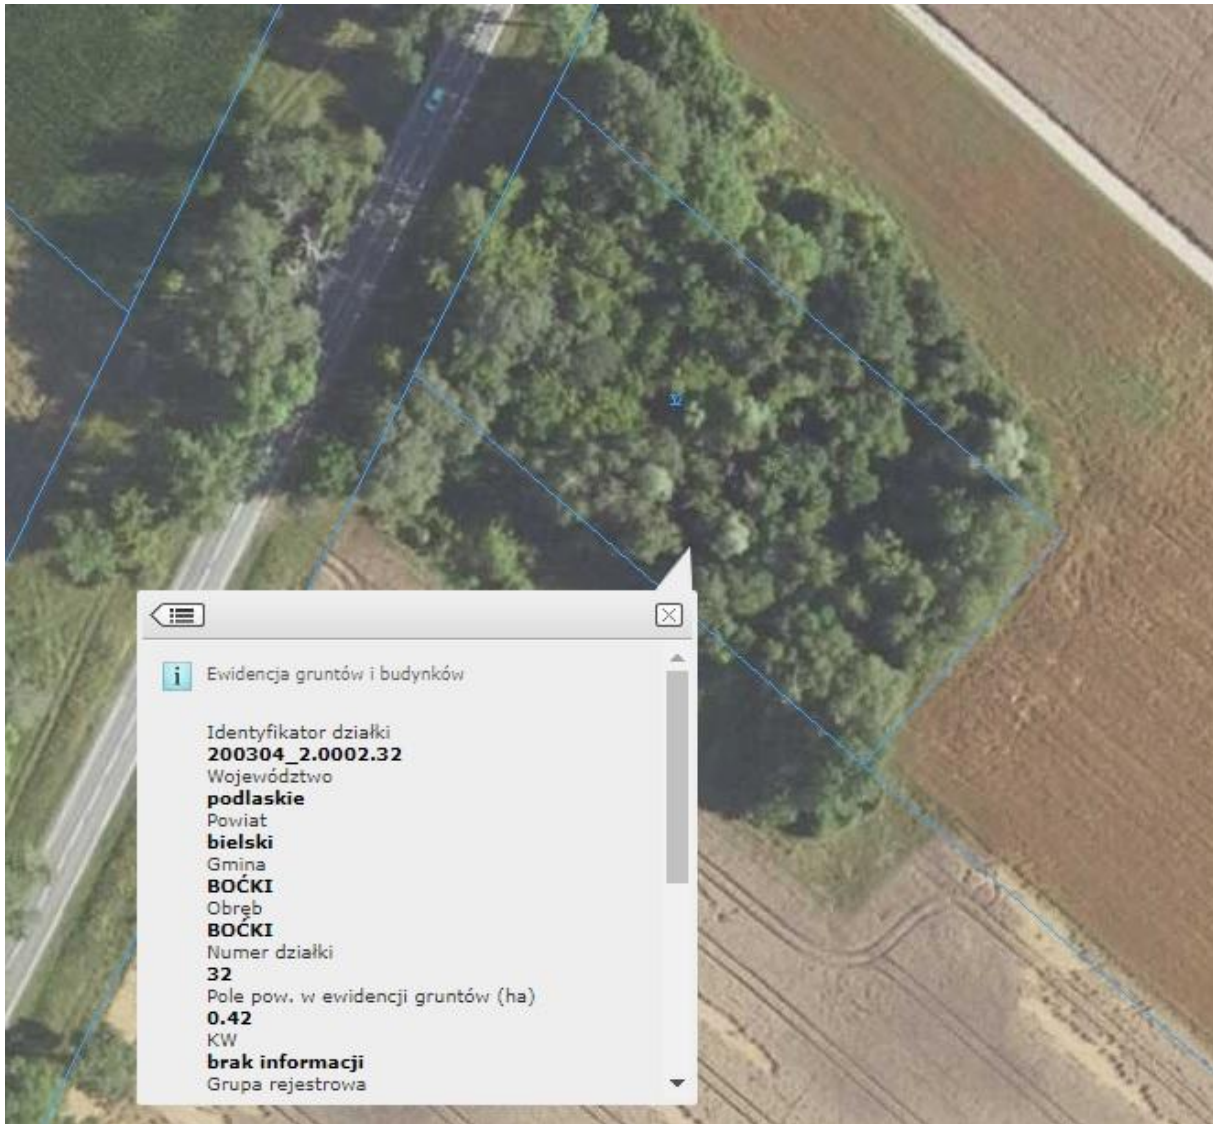 32
Ewidencja gruntów i budynków
Identyfikator działki
200304_2.0002.32
Województwo
podlaskie
Powiat
bielski
Gmina
BOĆKI
Obręb
BOĆKI
Numer działki
32
Pole pow. w ewidencji gruntów (ha)
0.42
KW
brak informacji
Grupa rejestrowa